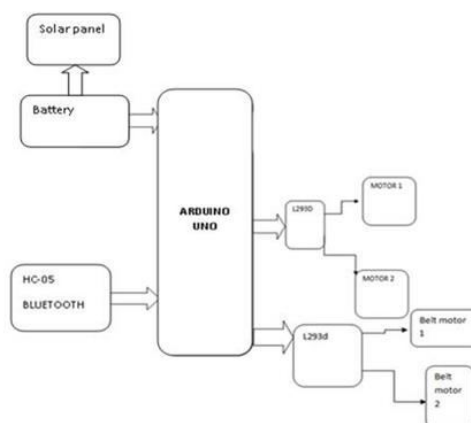 Solar panel
Battery
ARDUINO
UNO
HC-05
BLUETOOTH
L293D
MOTOR 1
MOTOR 2
L293d
Belt motor
1
Belt
motor
2